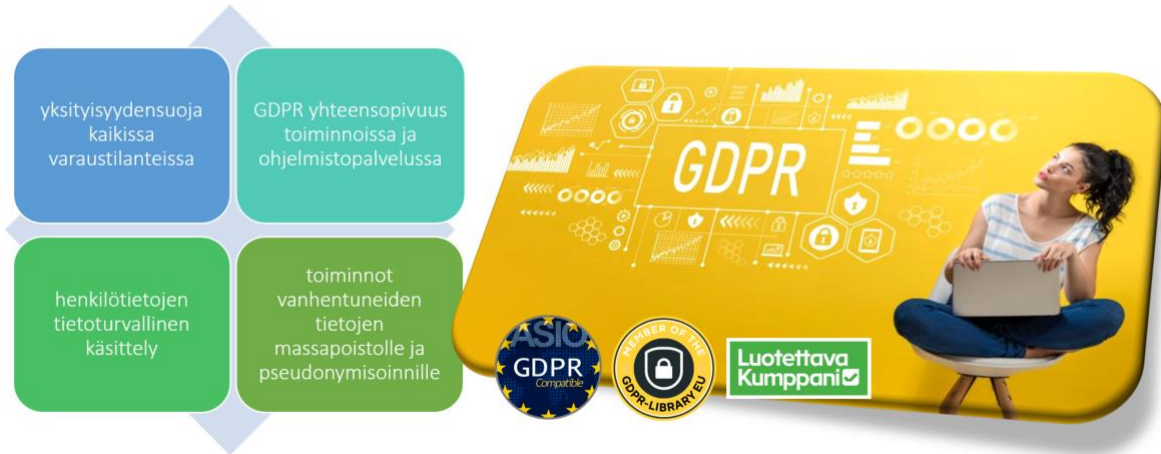 yksityisyydensuoja
kaikissa
varaustilanteissa
GDPR yhteensopivuus
toiminnoissa ja
ohjelmistopalvelussa
henkilötietojen
tietoturvallinen
käsittely
toiminnot
vanhentuneiden
tietojen
massapoistolle ja
pseudonymisoinnille
GDPR
ASIO
GDPR
Compatible
MEMBER OF THE
GDPR-LIBRARY EU
Luotettava
Kumppani